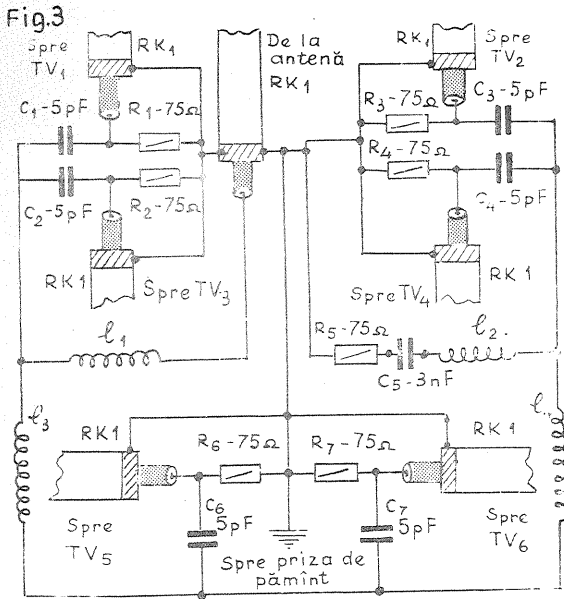 Fig.3
Spre
TV1
RK1
De la
antenă
RK1
RK1
Spre
TV2
C1-5pF
R1-75Ω
R3-75Ω
C3-5pF
R4-75Ω
C2-5pF
R2-75Ω
C4-5pF
RK1
Spre TV3
Spre TV4
RK1
ℓ1
R5-75Ω
ℓ2
C5-3nF
ℓ3
RK1
R6-75Ω
R7-75Ω
RK1
Spre
TV5
C6
5pF
C7
5pF
Spre
TV6
Spre priza de
pămînt